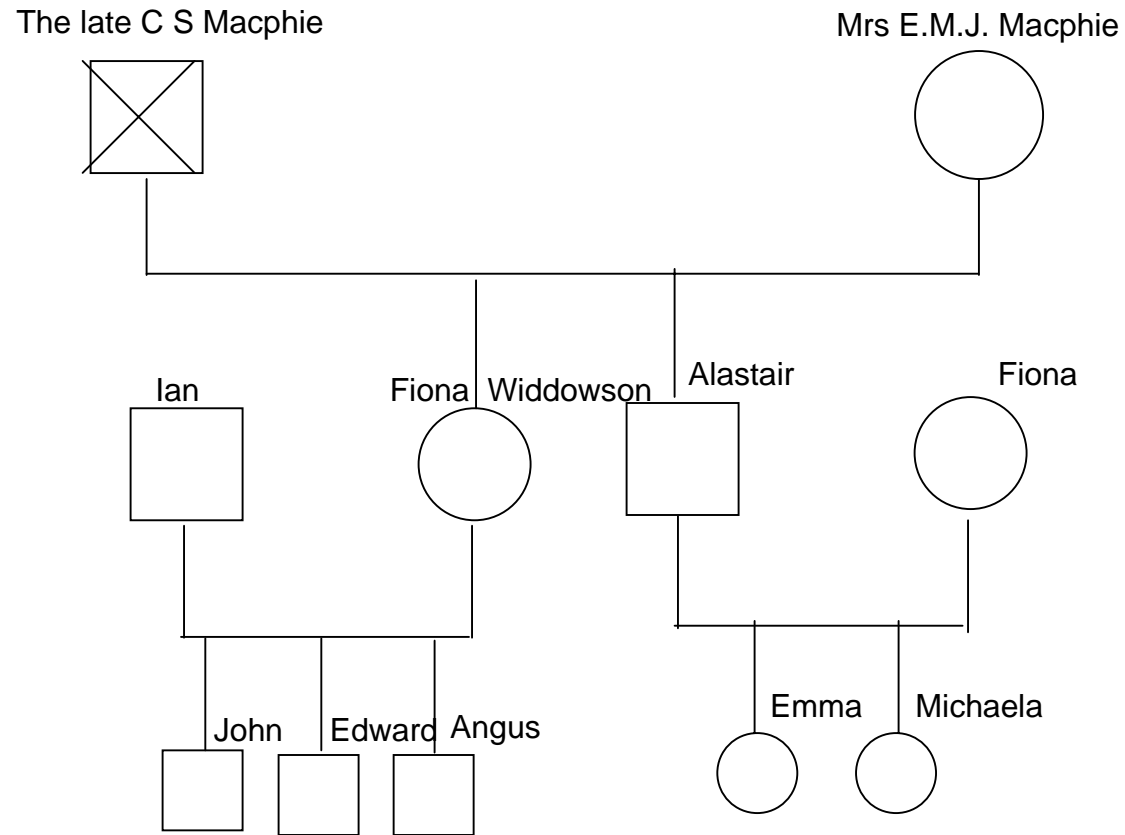 The late C S Macphie
Mrs E.M.J. Macphie
Ian
Fiona Widdowson
Alastair
Fiona
John
Edward
Angus
Emma
Michaela